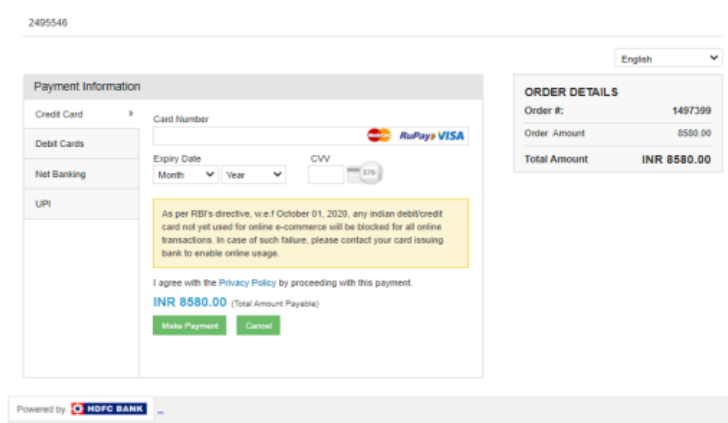 2495546
English
Payment Information
Credit Card
Debit Cards
Net Banking
UPI
Card Number
RuPay VISA
Expiry Date
CVV
Month
Year
576
As per RBI's directive, w.e.f October 01, 2020, any indian debit/credit
card not yet used for online e-commerce will be blocked for all online
transactions. In case of such failure, please contact your card issuing
bank to enable online usage.
I agree with the Privacy Policy by proceeding with this payment.
INR 8580.00 (Total Amount Payable)
Make Payment
Cancel
ORDER DETAILS
Order #: 1497399
Order Amount 8580.00
Total Amount INR 8580.00
Powered by HDFC BANK